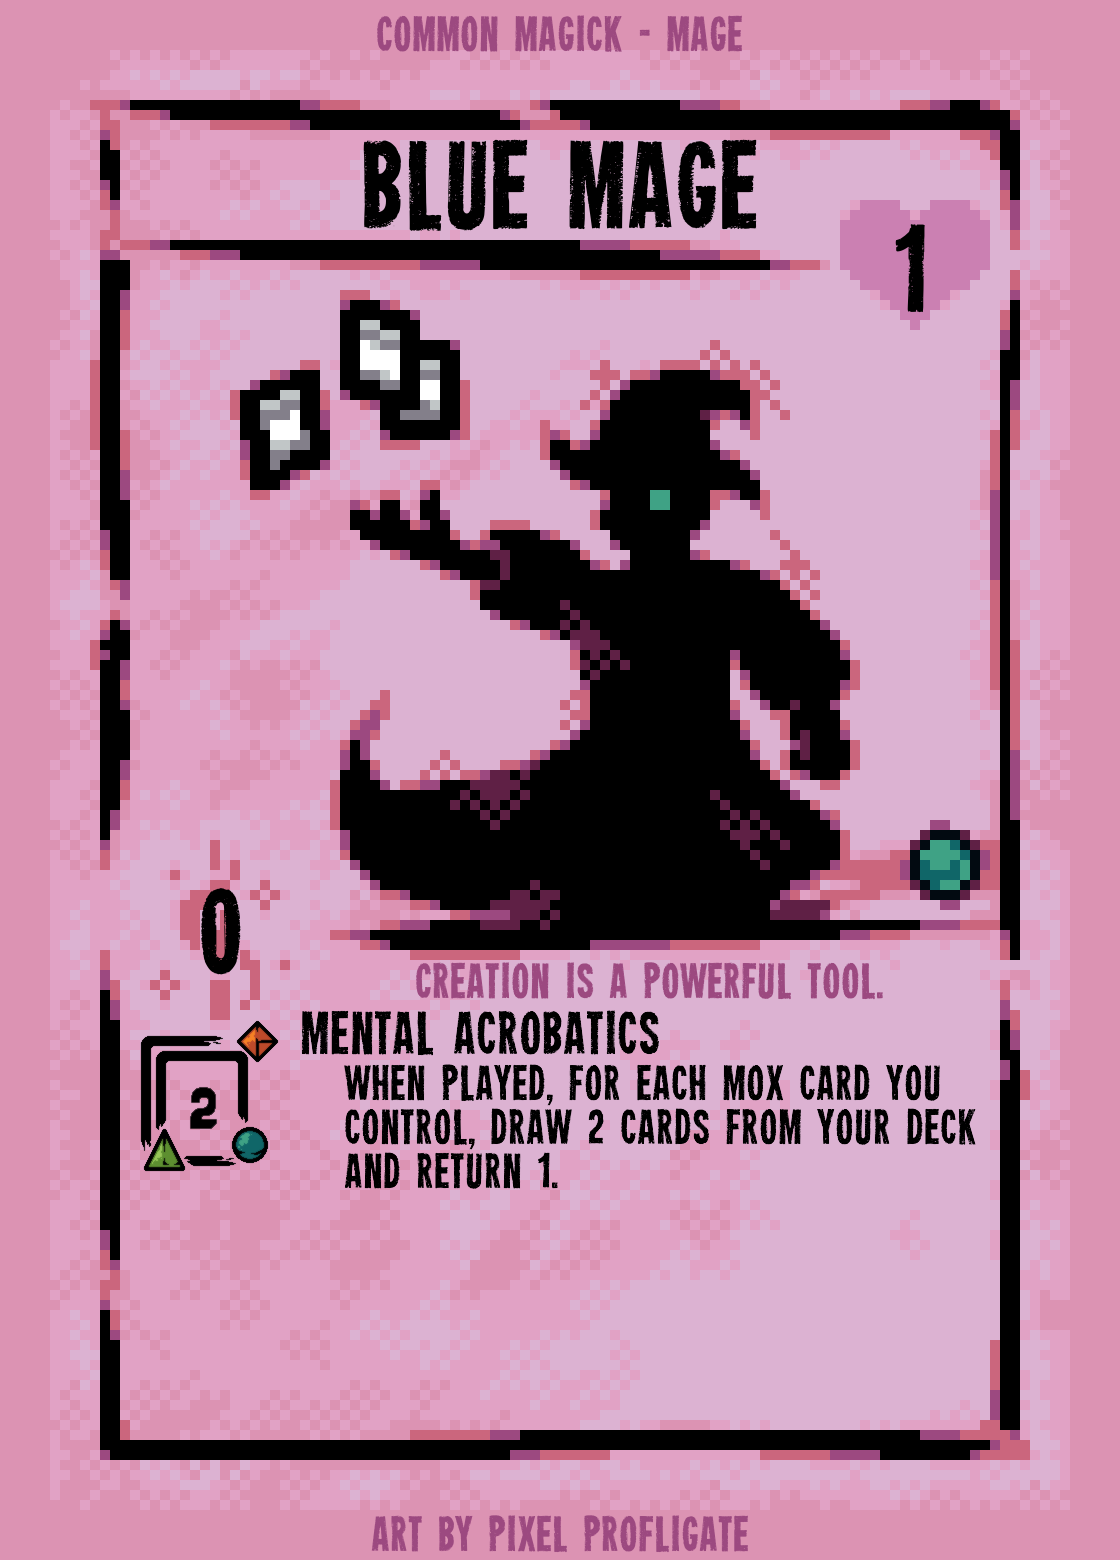 COMMON MAGICK - MAGE
BLUE MAGE
1
0
CREATION IS A POWERFUL TOOL.
MENTAL ACROBATICS
2
WHEN PLAYED, FOR EACH MOX CARD YOU
CONTROL, DRAW 2 CARDS FROM YOUR DECK
AND RETURN 1.
ART BY PIXEL PROFLIGATE